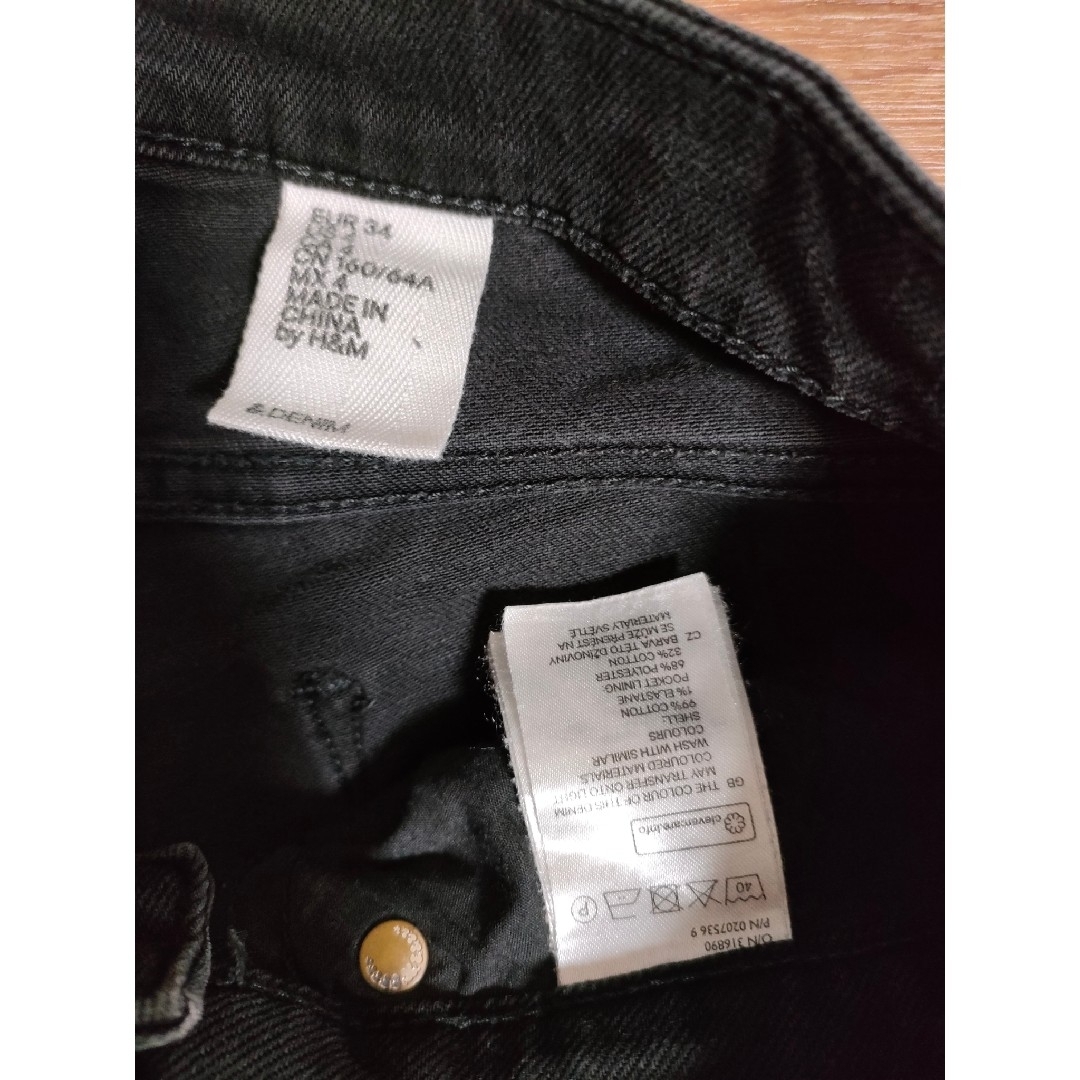 EUR 34
CN 160/64A
MX 4
MADE IN
CHINA
by H&M
&DENIM
O/N 316890
P/N 0207536 9
40
P
clevercare.info
GB THE COLOUR OF THIS DENIM
MAY TRANSFER ONTO LIGHT
COLOURED MATERIALS.
WASH WITH SIMILAR
COLOURS
SHELL:
99% COTTON
1% ELASTANE
POCKET LINING:
68% POLYESTER
32% COTTON
CZ BARVA TÉTO DŽÍNOVINY
SE MŮŽE PŘENÉST NA
MATERIÁLY SVĚTLÉ